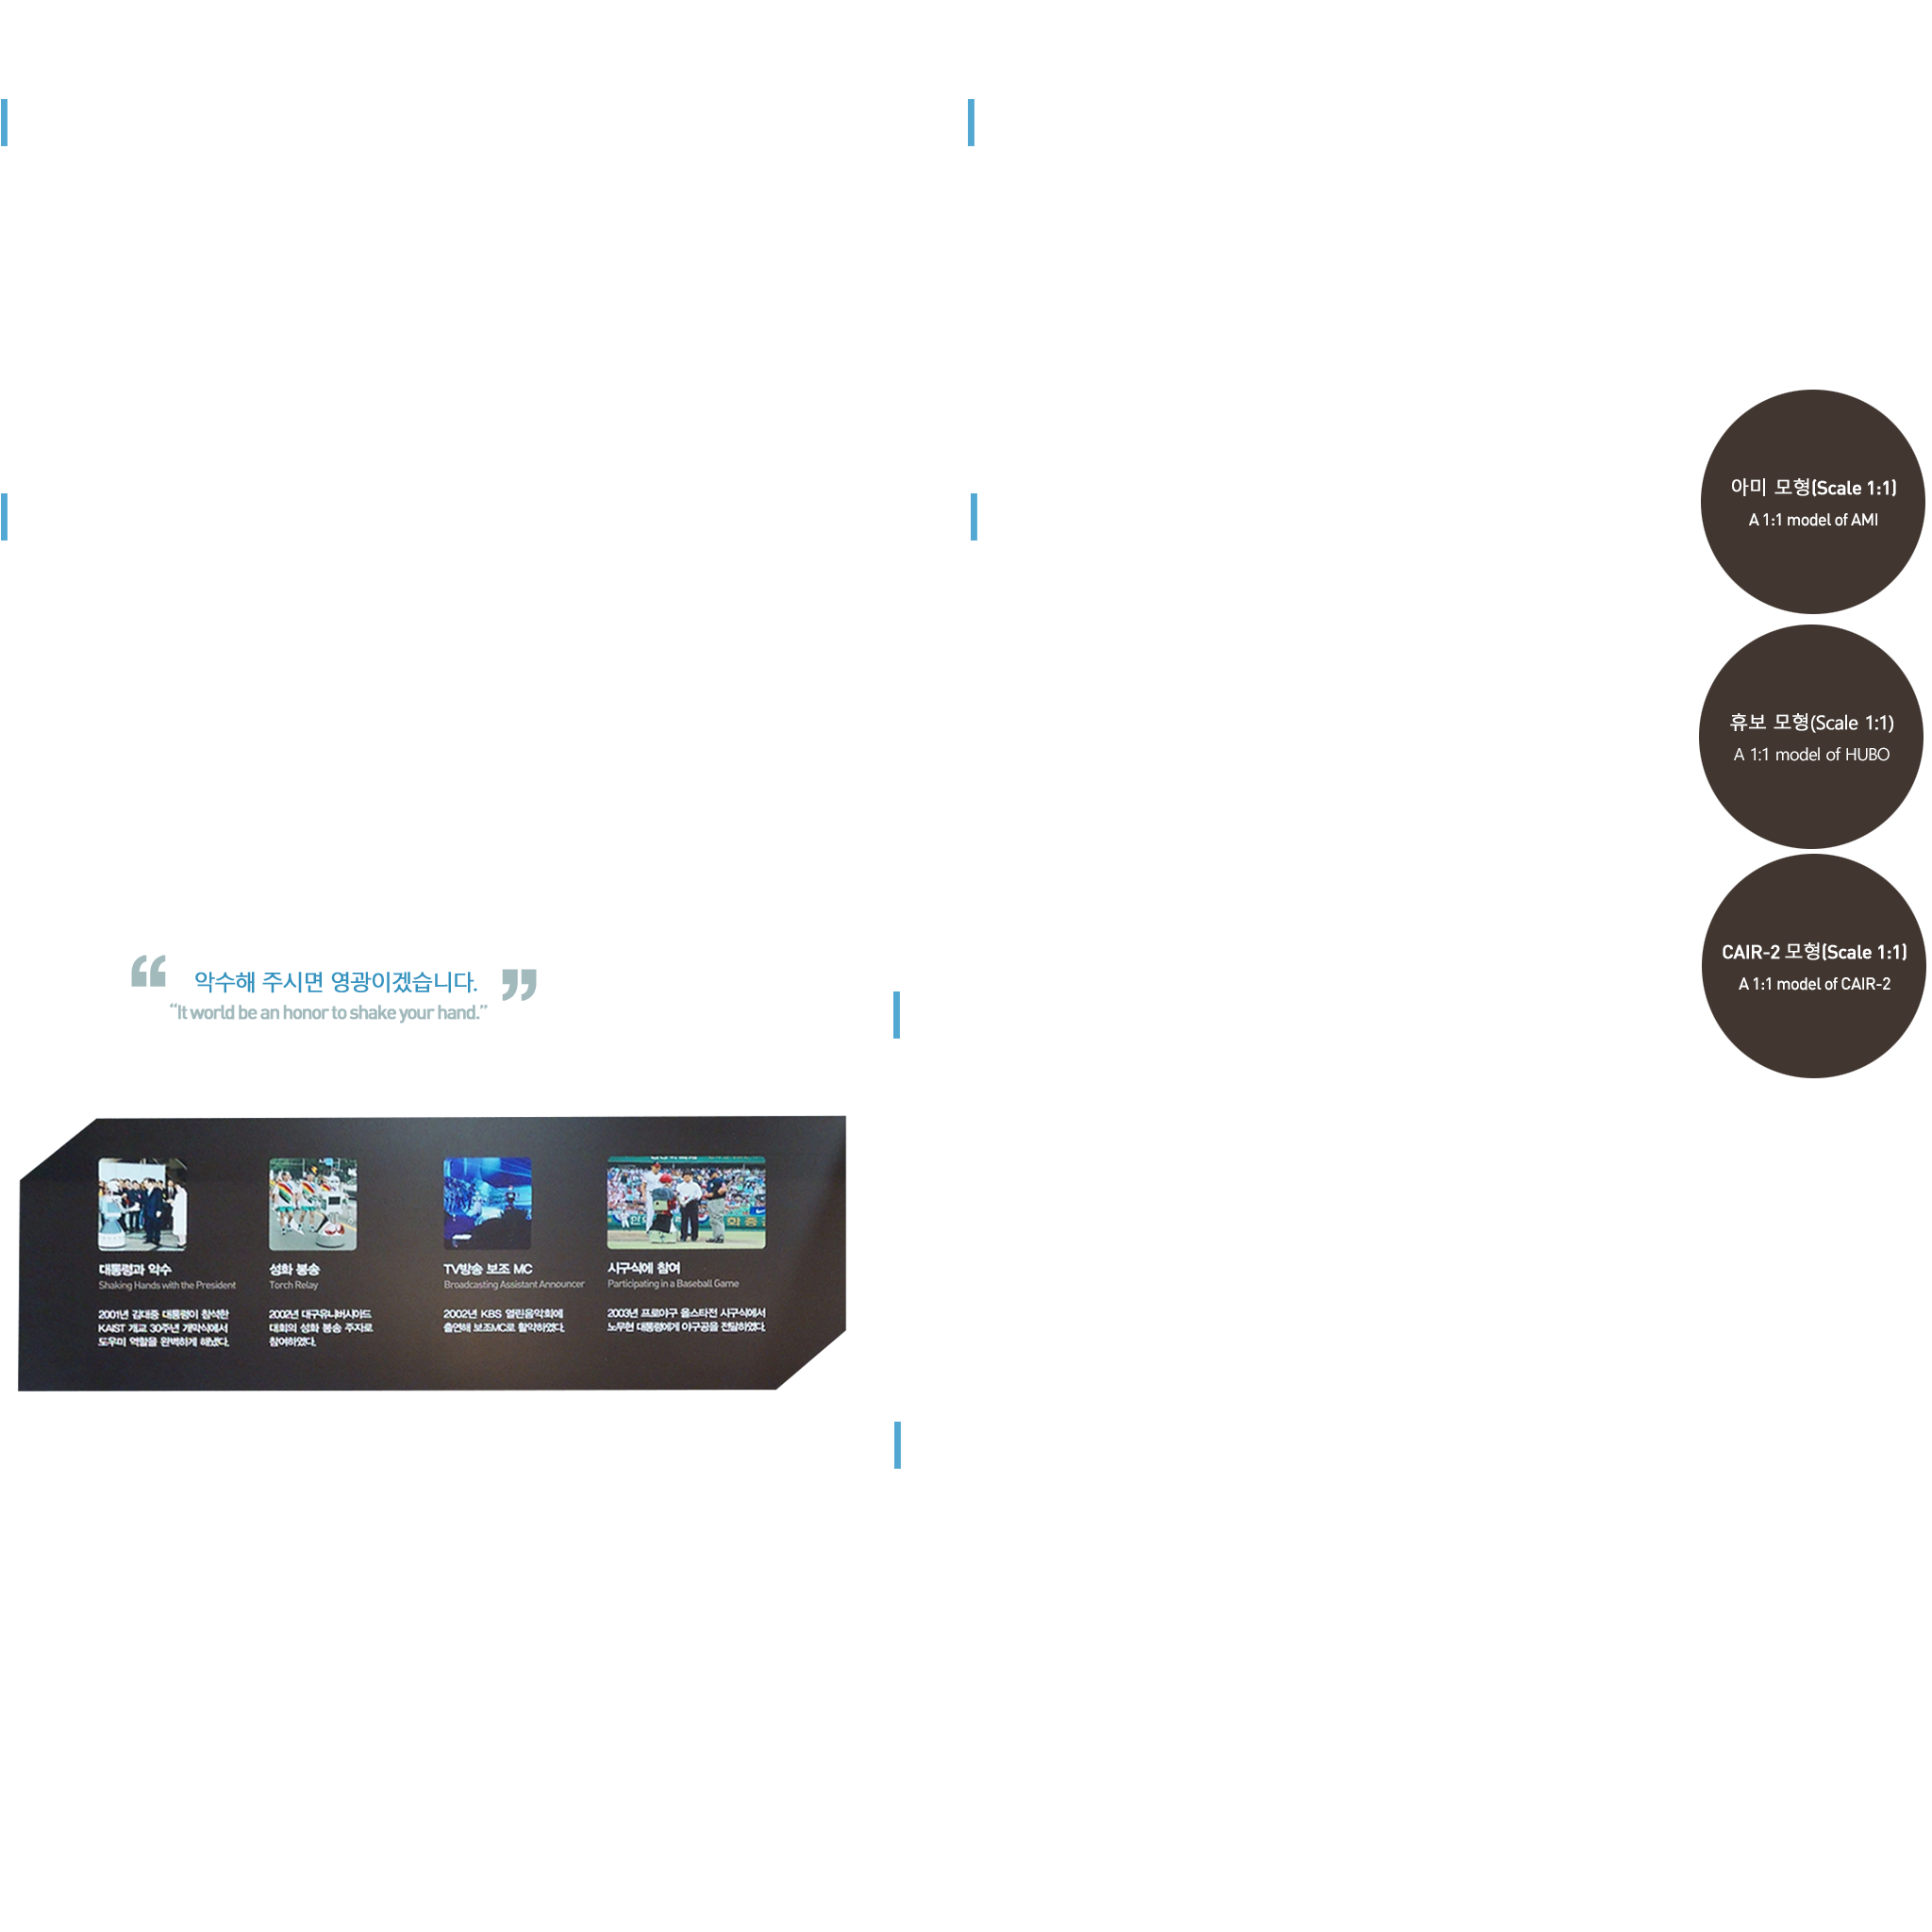 아미 모형(Scale 1:1)
A 1:1 model of AMI
휴보 모형(Scale 1:1)
A 1:1 model of HUBO
CAIR-2 모형(Scale 1:1)
A 1:1 model of CAIR-2
“ 악수해 주시면 영광이겠습니다. ”
“It world be an honor to shake your hand.”
대통령과 악수
Shaking Hands with the President
2001년 김대중 대통령이 참석한
KAIST 개교 30주년 개막식에서
도우미 역할을 완벽하게 해냈다.
성화 봉송
Torch Relay
2002년 대구유니버시아드
대회의 성화 봉송 주자로
참여하였다.
TV방송 보조 MC
Broadcasting Assistant Announcer
2002년 KBS 열린음악회에
출연해 보조MC로 활약하였다.
시구식에 참여
Participating in a Baseball Game
2003년 프로야구 올스타전 시구식에서
노무현 대통령에게 야구공을 전달하였다.